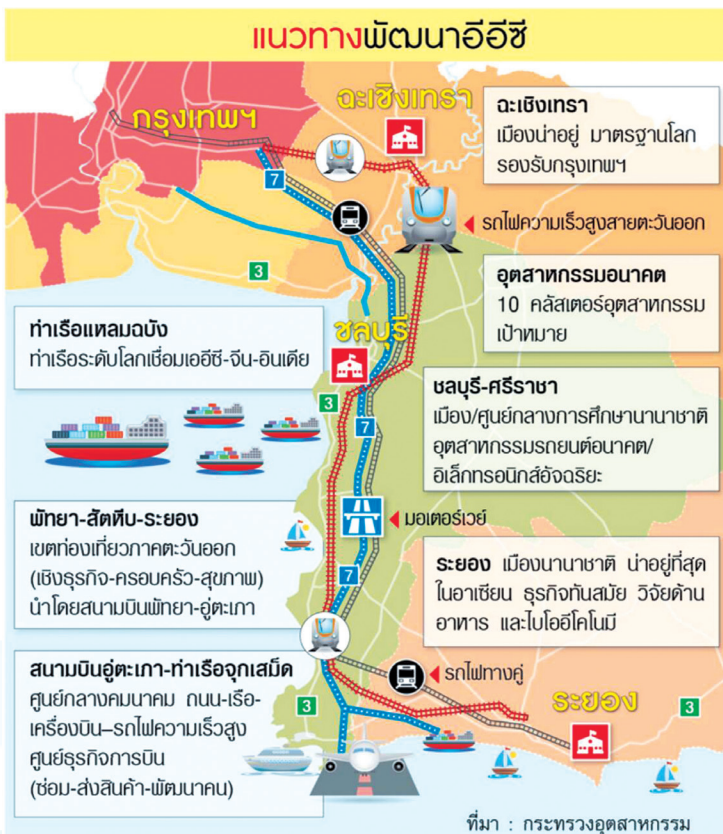 แนวทางพัฒนาอีอีซี
กรุงเทพฯ
ฉะเชิงเทรา
ฉะเชิงเทรา
เมืองน่าอยู่ มาตรฐานโลก
รองรับกรุงเทพฯ
7
รถไฟความเร็วสูงสายตะวันออก
3
อุตสาหกรรมอนาคต
10 คลัสเตอร์อุตสาหกรรม
เป้าหมาย
ท่าเรือแหลมฉบัง
ท่าเรือระดับโลกเชื่อมเออีซี-จีน-อินเดีย
ชลบุรี
3
7
ชลบุรี-ศรีราชา
เมือง/ศูนย์กลางการศึกษานานาชาติ
อุตสาหกรรมรถยนต์อนาคต/
อิเล็กทรอนิกส์อัจฉริยะ
มอเตอร์เวย์
พัทยา-สัตหีบ-ระยอง
เขตท่องเที่ยวภาคตะวันออก
(เชิงธุรกิจ-ครอบครัว-สุขภาพ)
นำโดยสนามบินพัทยา-อู่ตะเภา
7
ระยอง เมืองนานาชาติ น่าอยู่ที่สุด
ในอาเซียน ธุรกิจทันสมัย วิจัยด้าน
อาหาร และไบโออีโคโนมี
สนามบินอู่ตะเภา-ท่าเรือจุกเสม็ด
ศูนย์กลางคมนาคม ถนน-เรือ-
เครื่องบิน–รถไฟความเร็วสูง
ศูนย์ธุรกิจการบิน
(ซ่อม-ส่งสินค้า-พัฒนาคน)
3
รถไฟทางคู่
ระยอง
3
ที่มา : กระทรวงอุตสาหกรรม